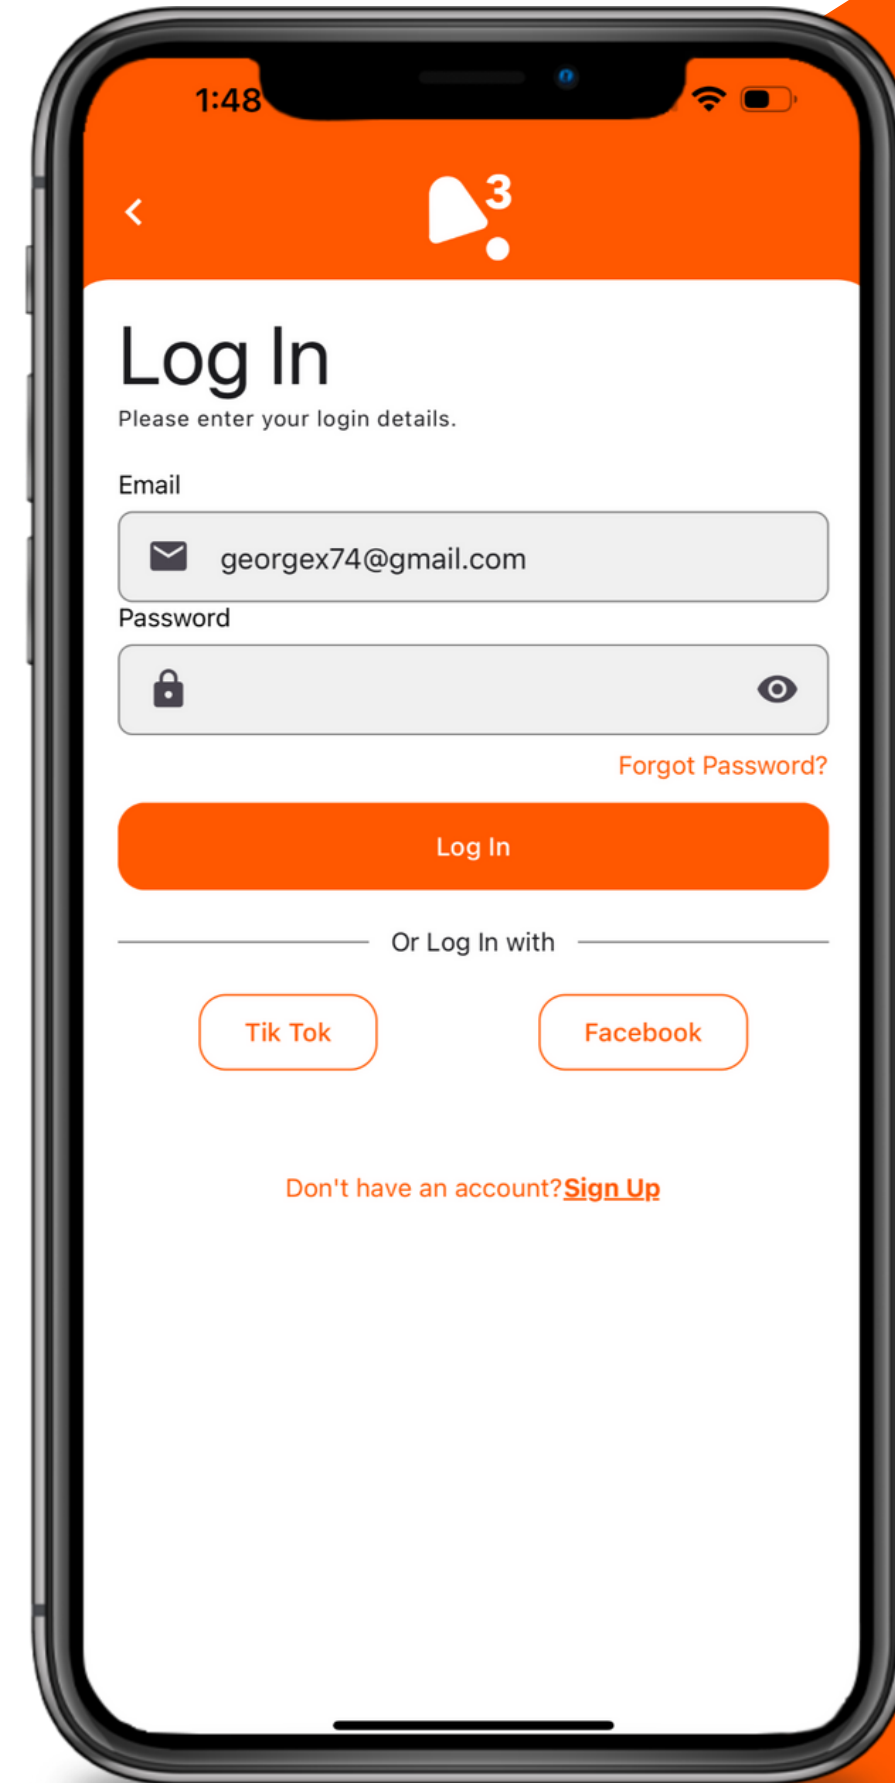 1:48
3
Log In
Please enter your login details.
Email
georgex74@gmail.com
Password
Forgot Password?
Log In
Or Log In with
Tik Tok
Facebook
Don't have an account?Sign Up